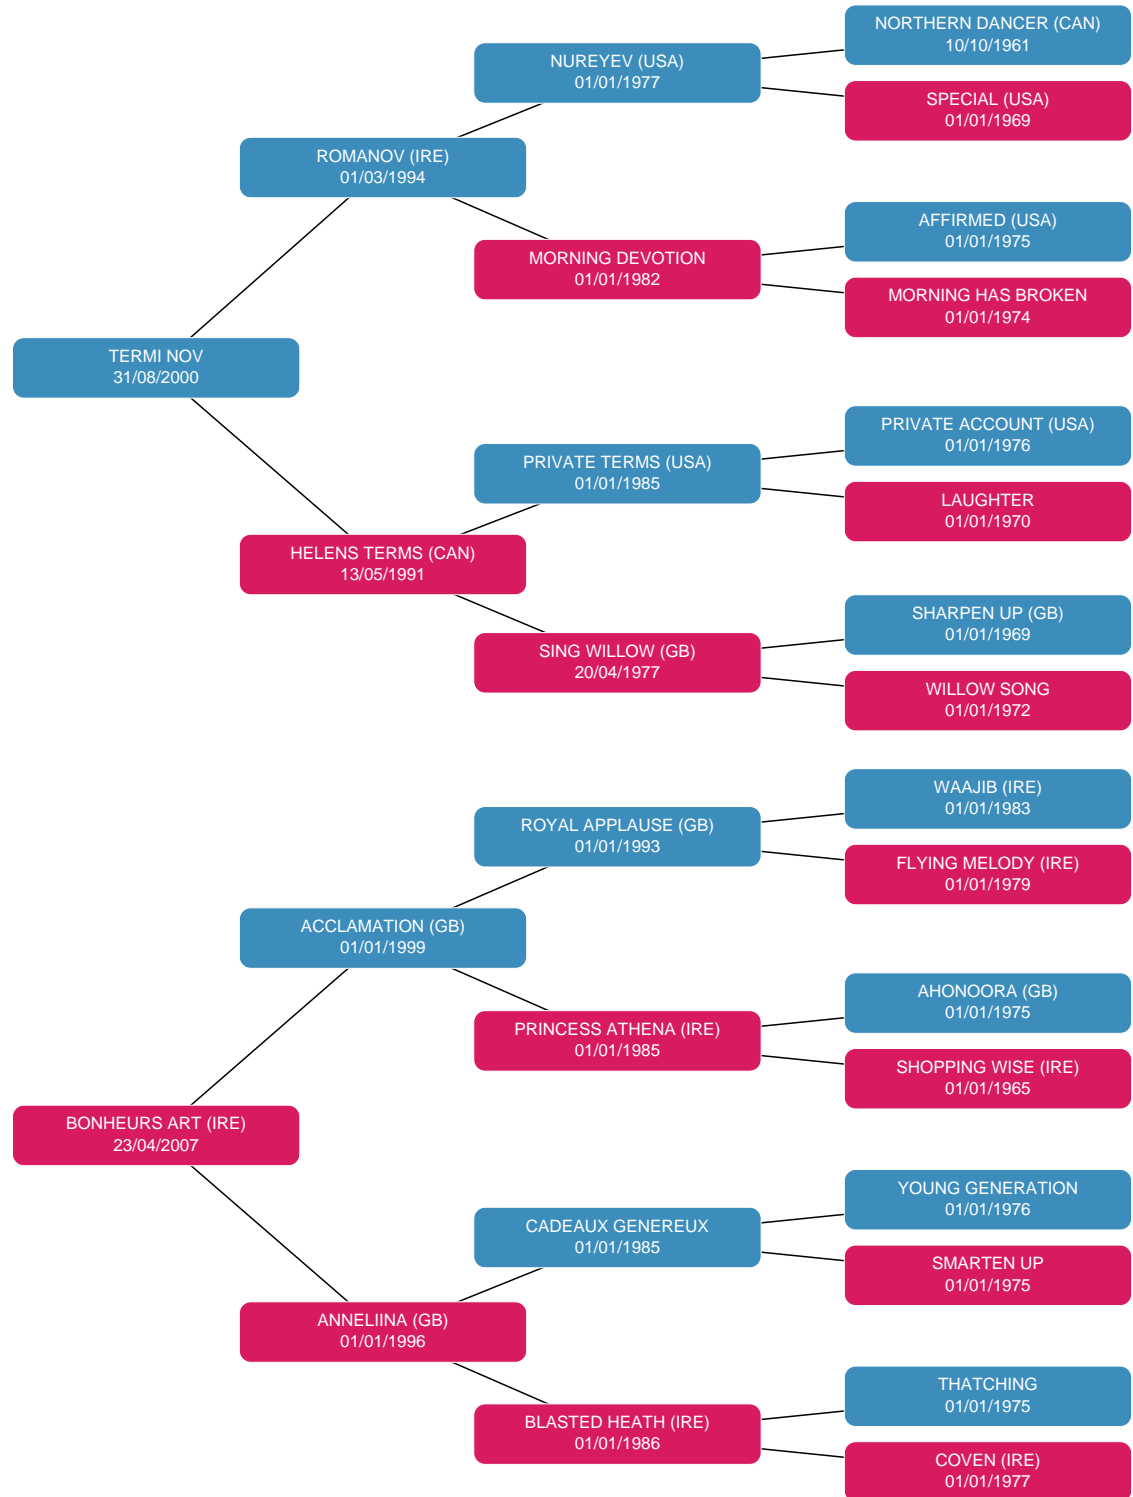 NORTHERN DANCER (CAN)
10/10/1961
NUREYEV (USA)
01/01/1977
SPECIAL (USA)
01/01/1969
ROMANOV (IRE)
01/03/1994
AFFIRMED (USA)
01/01/1975
MORNING DEVOTION
01/01/1982
MORNING HAS BROKEN
01/01/1974
TERMI NOV
31/08/2000
PRIVATE ACCOUNT (USA)
01/01/1976
PRIVATE TERMS (USA)
01/01/1985
LAUGHTER
01/01/1970
HELENS TERMS (CAN)
13/05/1991
SHARPEN UP (GB)
01/01/1969
SING WILLOW (GB)
20/04/1977
WILLOW SONG
01/01/1972
WAAJIB (IRE)
01/01/1983
ROYAL APPLAUSE (GB)
01/01/1993
FLYING MELODY (IRE)
01/01/1979
ACCLAMATION (GB)
01/01/1999
AHONOORA (GB)
01/01/1975
PRINCESS ATHENA (IRE)
01/01/1985
SHOPPING WISE (IRE)
01/01/1965
BONHEURS ART (IRE)
23/04/2007
YOUNG GENERATION
01/01/1976
CADEAUX GENEREUX
01/01/1985
SMARTEN UP
01/01/1975
ANNELIINA (GB)
01/01/1996
THATCHING
01/01/1975
BLASTED HEATH (IRE)
01/01/1986
COVEN (IRE)
01/01/1977